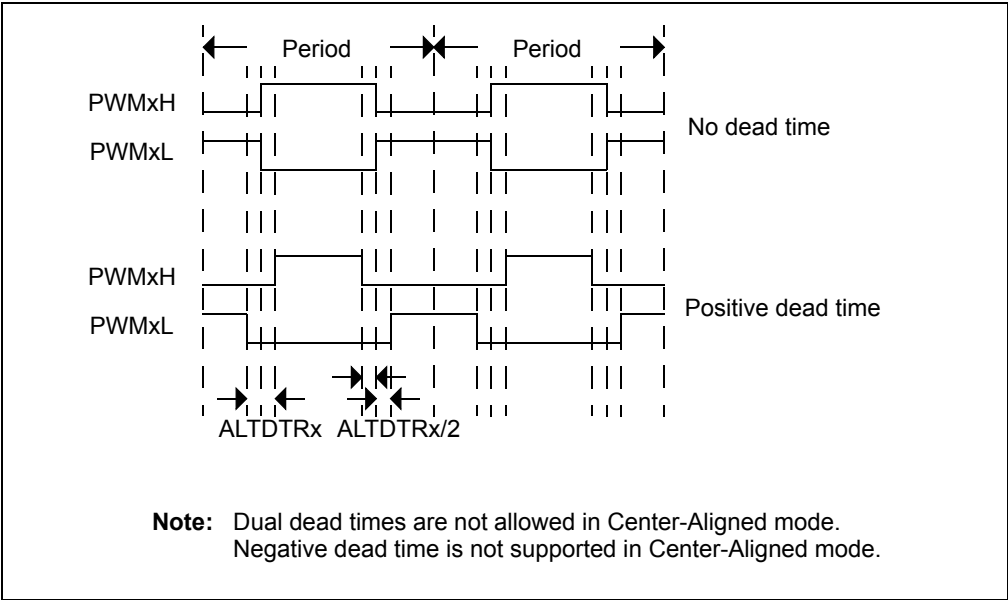 Period Period
PWMxH
No dead time
PWMxL
PWMxH
Positive dead time
PWMxL
ALTDTRx ALTDTRx/2
Note: Dual dead times are not allowed in Center-Aligned mode.
Negative dead time is not supported in Center-Aligned mode.